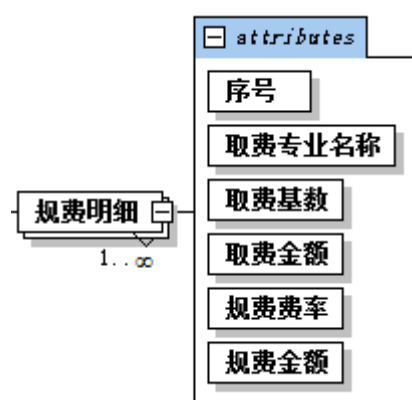 attributes
序号
取费专业名称
取费基数
规费明细
取费金额
1..∞
规费费率
规费金额